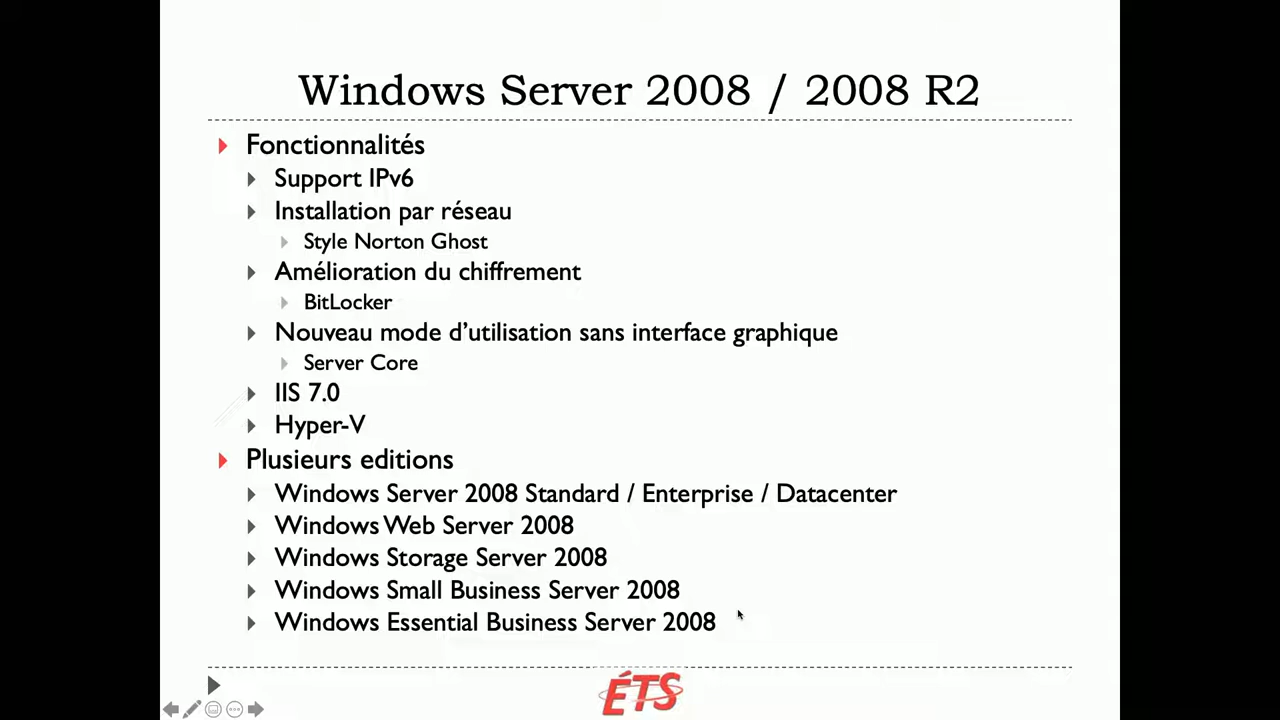 Windows Server 2008 / 2008 R2
Fonctionnalités
Support IPv6
Installation par réseau
Style Norton Ghost
Amélioration du chiffrement
BitLocker
Nouveau mode d’utilisation sans interface graphique
Server Core
IIS 7.0
Hyper-V
Plusieurs editions
Windows Server 2008 Standard / Enterprise / Datacenter
Windows Web Server 2008
Windows Storage Server 2008
Windows Small Business Server 2008
Windows Essential Business Server 2008
ÉTS